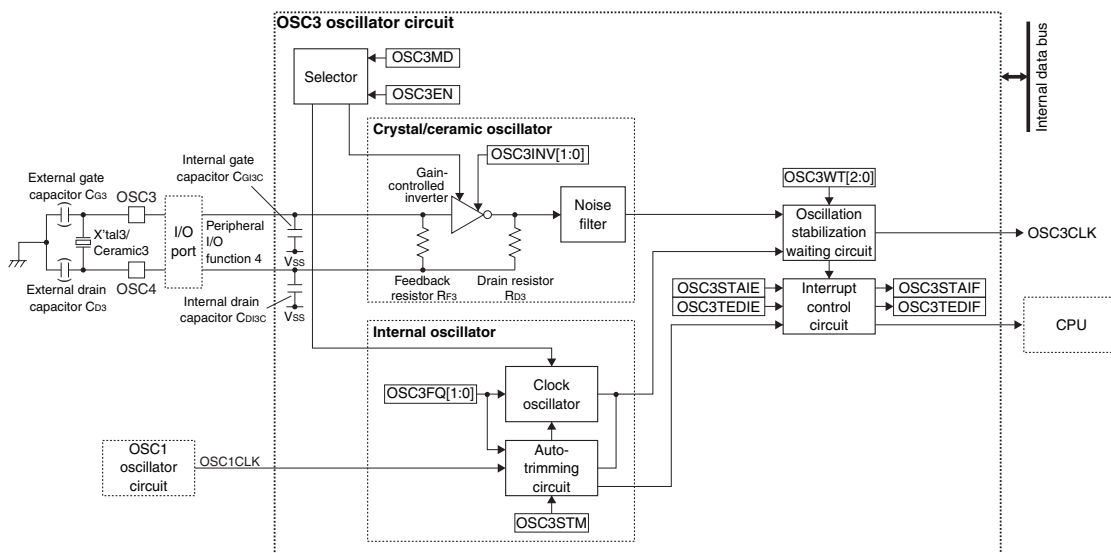 OSC3 oscillator circuit
Selector
OSC3MD
OSC3EN
Internal data bus
Crystal/ceramic oscillator
OSC3INV[1:0]
Gain-
controlled
inverter
Noise
filter
Feedback
resistor RF3
Drain resistor
RD3
External gate
capacitor CG3
OSC3
X'tal3/
Ceramic3
OSC4
External drain
capacitor CD3
I/O
port
Peripheral
I/O
function 4
Internal gate
capacitor CGI3C
VSS
Internal drain
capacitor CDI3C
VSS
OSC3WT[2:0]
Oscillation
stabilization
waiting circuit
OSC3CLK
OSC3STAIE
OSC3TEDIE
Interrupt
control
circuit
OSC3STAIF
OSC3TEDIF
CPU
Internal oscillator
OSC3FQ[1:0]
Clock
oscillator
Auto-
trimming
circuit
OSC3STM
OSC1
oscillator
circuit
OSC1CLK